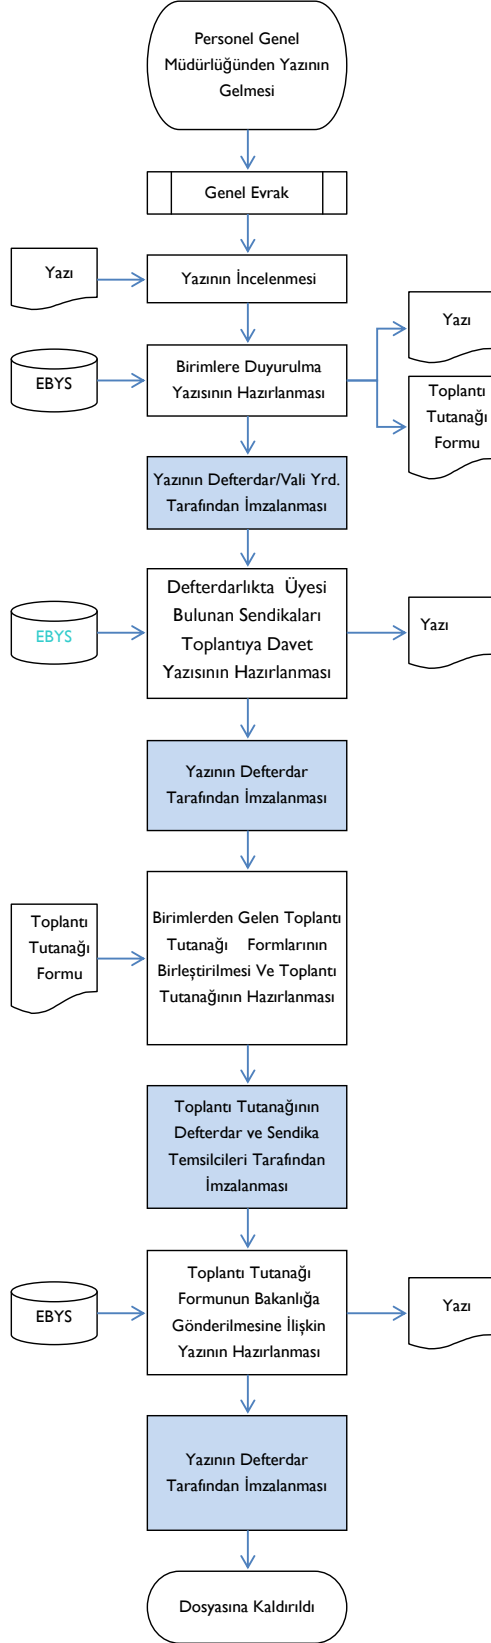 Personel Genel
Müdürlüğünden Yazının
Gelmesi
Genel Evrak
Yazı
Yazının İncelenmesi
Yazı
EBYS
Birimlere Duyurulma
Yazısının Hazırlanması
Toplantı
Tutanağı
Formu
Yazının Defterdar/Vali Yrd.
Tarafından İmzalanması
EBYS
Defterdarlıkta Üyesi
Bulunan Sendikaları
Toplantıya Davet
Yazısının Hazırlanması
Yazı
Yazının Defterdar
Tarafından İmzalanması
Toplantı
Tutanağı
Formu
Birimlerden Gelen Toplantı
Tutanağı Formlarının
Birleştirilmesi Ve Toplantı
Tutanağının Hazırlanması
Toplantı Tutanağının
Defterdar ve Sendika
Temsilcileri Tarafından
İmzalanması
EBYS
Toplantı Tutanağı
Formunun Bakanlığa
Gönderilmesine İlişkin
Yazının Hazırlanması
Yazı
Yazının Defterdar
Tarafından İmzalanması
Dosyasına Kaldırıldı